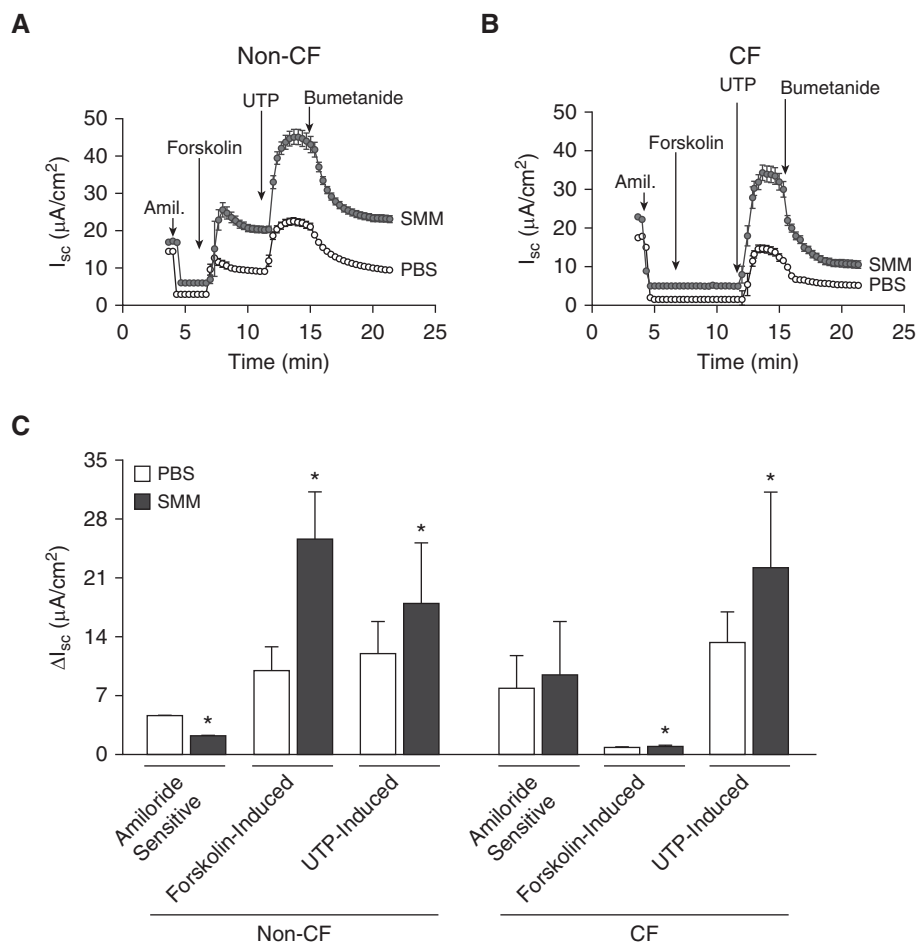 A
Non-CF
UTP
Bumetanide
Forskolin
Amil.
SMM
PBS
I_sc (µA/cm²)
50
40
30
20
10
0
0 5 10 15 20 25
Time (min)
B
CF
UTP
Bumetanide
Forskolin
Amil.
SMM
PBS
I_sc (µA/cm²)
50
40
30
20
10
0
0 5 10 15 20 25
Time (min)
C
PBS
SMM
ΔI_sc (µA/cm²)
35
28
21
14
7
0
* * * * *
Amiloride
Sensitive
Forskolin-Induced
UTP-Induced
Amiloride
Sensitive
Forskolin-Induced
UTP-Induced
Non-CF
CF